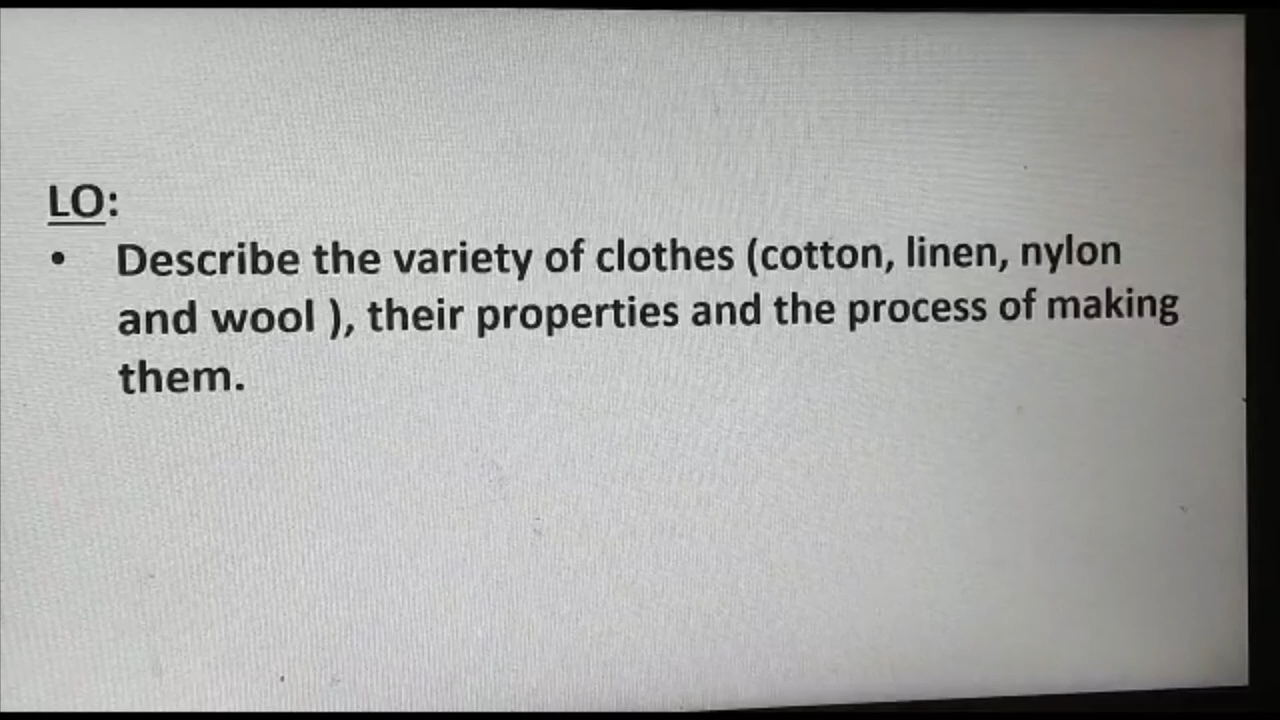 LO:
• Describe the variety of clothes (cotton, linen, nylon
and wool ), their properties and the process of making
them.